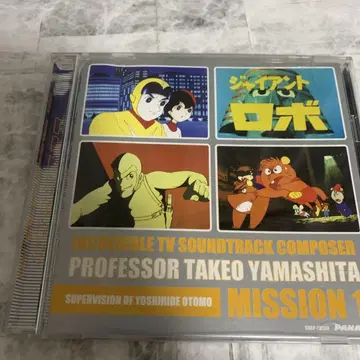 ジャイアント
ロボ
TV SOUNDTRACK COMPOSER
PROFESSOR TAKEO YAMASHITA
SUPERVISION OF YOSHIHIDE OTOMO
MISSION 1